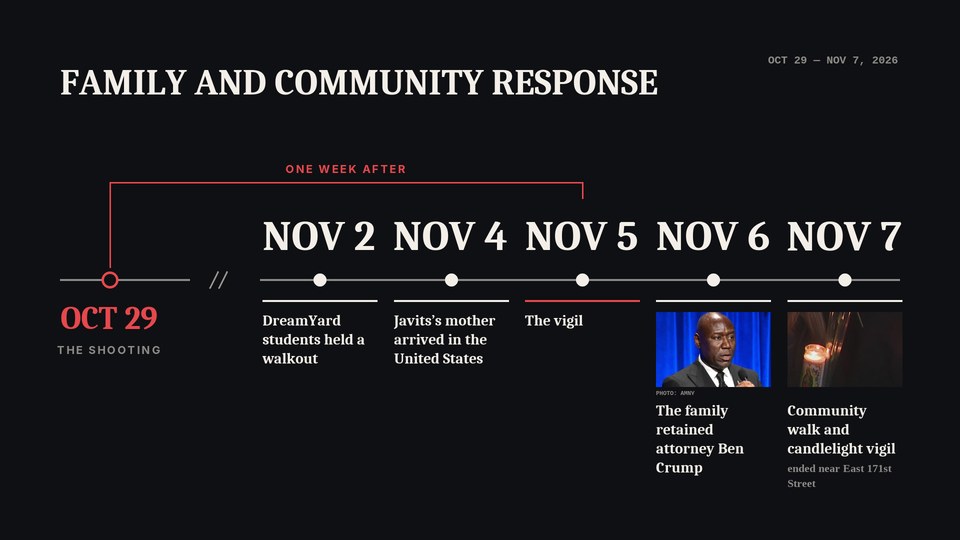 OCT 29 — NOV 7, 2026
FAMILY AND COMMUNITY RESPONSE
ONE WEEK AFTER
OCT 29
THE SHOOTING
//
NOV 2
DreamYard
students held a
walkout
NOV 4
Javits's mother
arrived in the
United States
NOV 5
The vigil
NOV 6
PHOTO: AMNY
The family
retained
attorney Ben
Crump
NOV 7
Community
walk and
candlelight vigil
ended near East 171st
Street